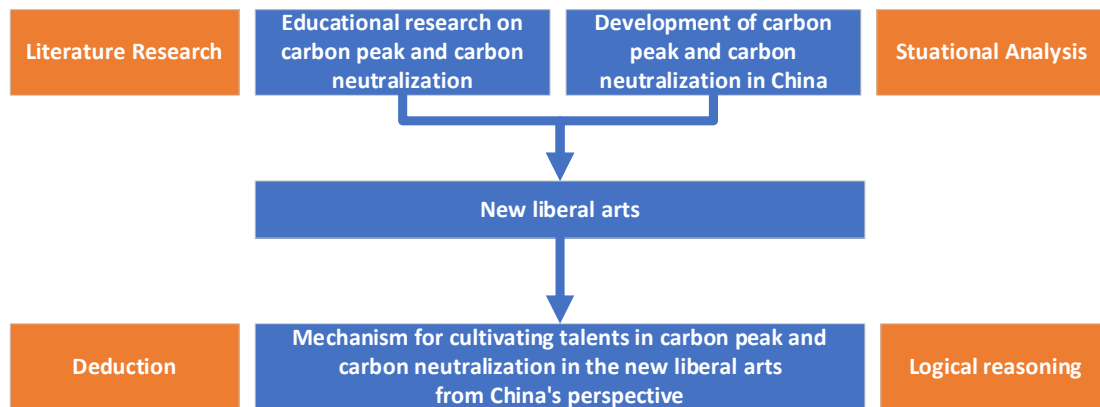 Literature Research
Educational research on
carbon peak and carbon
neutralization
Development of carbon
peak and carbon
neutralization in China
Stuational Analysis
New liberal arts
Deduction
Mechanism for cultivating talents in carbon peak and
carbon neutralization in the new liberal arts
from China's perspective
Logical reasoning